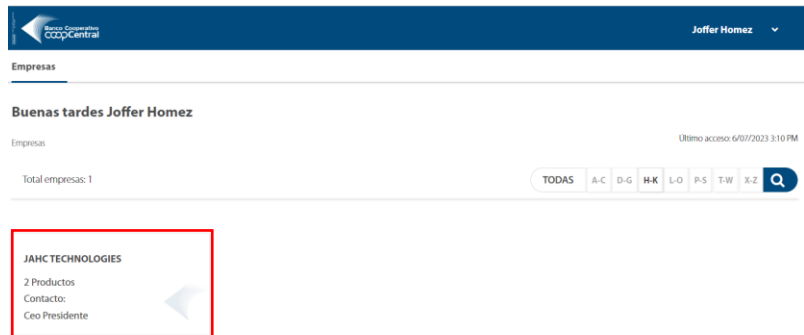 Banco Cooperativo
coopCentral
Joffer Homez
Empresas
Buenas tardes Joffer Homez
Empresas
Último acceso: 6/07/2023 3:10 PM
Total empresas: 1
TODAS A-C D-G H-K L-O P-S T-W X-Z
JAHC TECHNOLOGIES
2 Productos
Contacto:
Ceo Presidente